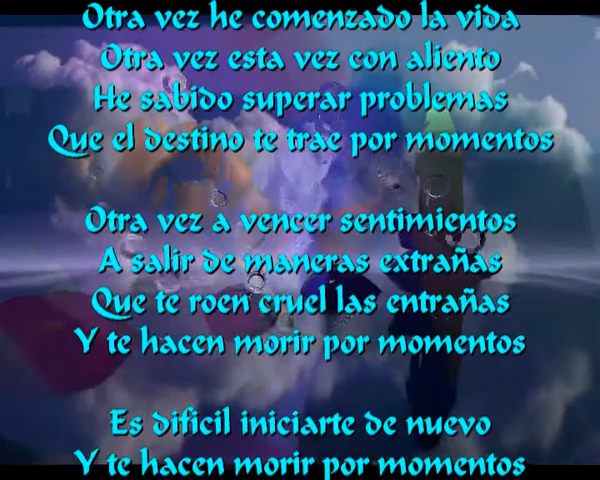 Otra vez he comenzado la vida
Otra vez esta vez con aliento
He sabido superar problemas
Que el destino te trae por momentos
Otra vez a vencer sentimientos
A salir de maneras extrañas
Que te roen cruel las entrañas
Y te hacen morir por momentos
Es dificil iniciarte de nuevo
Y te hacen morir por momentos